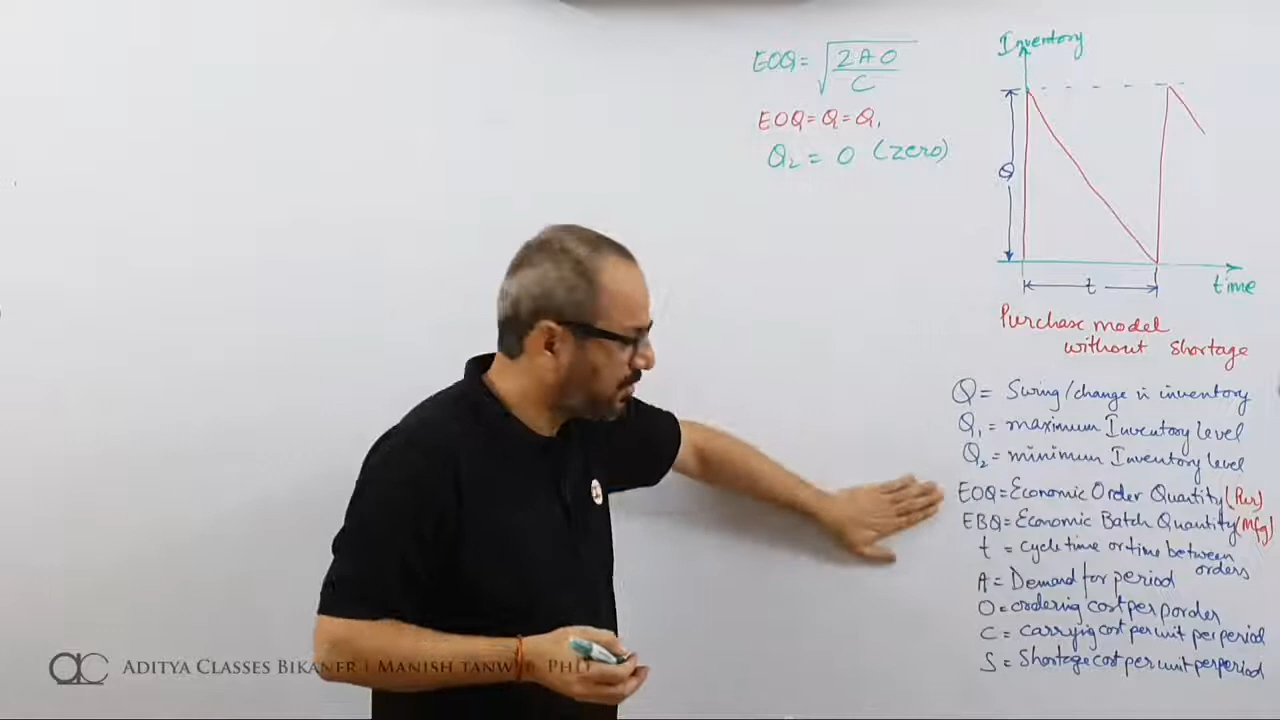 EOQ = √2AO/C
EOQ = Q = Q₁
Q₂ = 0 (zero)
Inventory
Q
t
time
Purchase model
without shortage
Q = Swing/change in inventory
Q₁ = maximum Inventory level
Q₂ = minimum Inventory level
EOQ = Economic Order Quantity (Pur)
EBQ = Economic Batch Quantity (Mfg)
t = cycle time or time between
orders
A = Demand for period
O = ordering cost per porder
C = carrying cost per unit per period
S = Shortage cost per unit per period
ADITYA CLASSES BIKANER | MANISH PHD